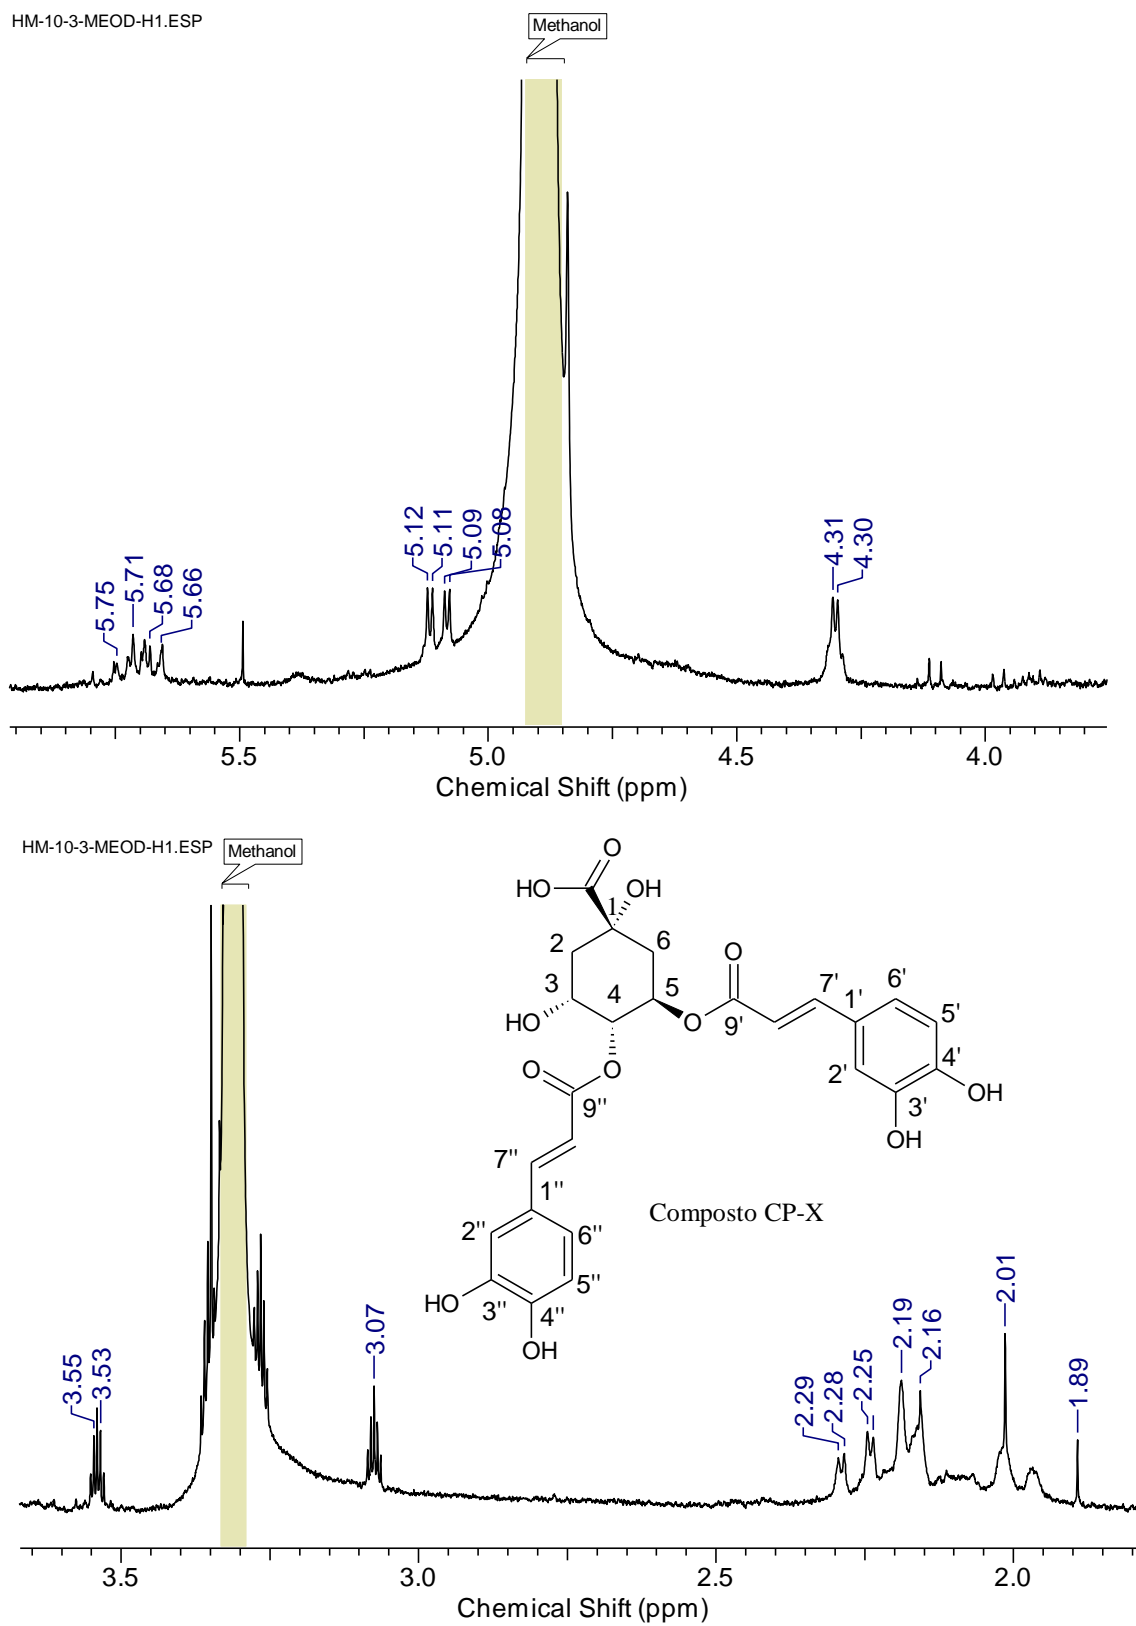 HM-10-3-MEOD-H1.ESP
Methanol
5.75
5.71
5.68
5.66
5.12
5.11
5.09
5.08
4.31
4.30
5.5
5.0
4.5
4.0
Chemical Shift (ppm)
HM-10-3-MEOD-H1.ESP
Methanol
O
HO
OH
1
2
6
3
4
5
HO
O
O
9'
7'
1'
6'
5'
2'
4'
3'
OH
OH
O
O
9''
7''
1''
2''
6''
5''
3''
4''
HO
OH
Composto CP-X
3.55
3.53
3.07
2.29
2.28
2.25
2.19
2.16
2.01
1.89
3.5
3.0
2.5
2.0
Chemical Shift (ppm)